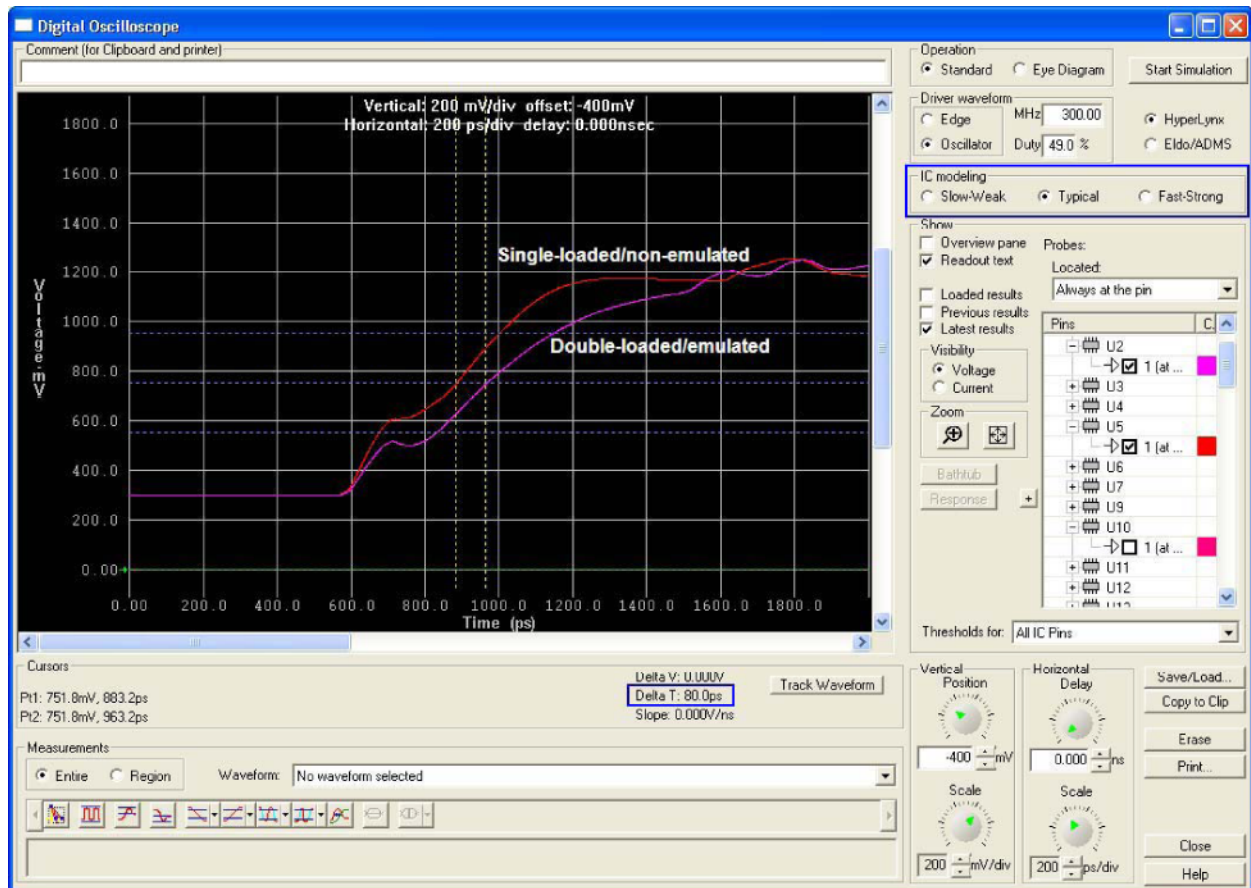 Digital Oscilloscope
Comment (for Clipboard and printer)
Vertical: 200 mV/div offset: -400mV
Horizontal: 200 ps/div delay: 0.000nsec
1800.0
1600.0
1400.0
1200.0
1000.0
800.0
600.0
400.0
200.0
0.00
Voltage-mV
Single-loaded/non-emulated
Double-loaded/emulated
0.00 200.0 400.0 600.0 800.0 1000.0 1200.0 1400.0 1600.0 1800.0
Time (ps)
Operation
Standard Eye Diagram
Start Simulation
Driver waveform
Edge MHz 300.00
Oscillator Duty 49.0 %
HyperLynx
Eldo/ADMS
IC modeling
Slow-Weak Typical Fast-Strong
Show
Overview pane
Readout text
Loaded results
Previous results
Latest results
Visibility
Voltage
Current
Zoom
Bathtub
Response +
Probes:
Located:
Always at the pin
Pins C.
U2
1 (at ...
U3
U4
U5
1 (at ...
U6
U7
U9
U10
1 (at ...
U11
U12
Thresholds for: All IC Pins
Cursors
Pt1: 751.8mV, 883.2ps
Pt2: 751.8mV, 963.2ps
Delta V: 0.000V
Delta T: 80.0ps
Slope: 0.000V/ns
Track Waveform
Measurements
Entire Region Waveform: No waveform selected
Vertical
Position
-400 mV
Scale
200 mV/div
Horizontal
Delay
0.000 ns
Scale
200 ps/div
Save/Load...
Copy to Clip
Erase
Print...
Close
Help